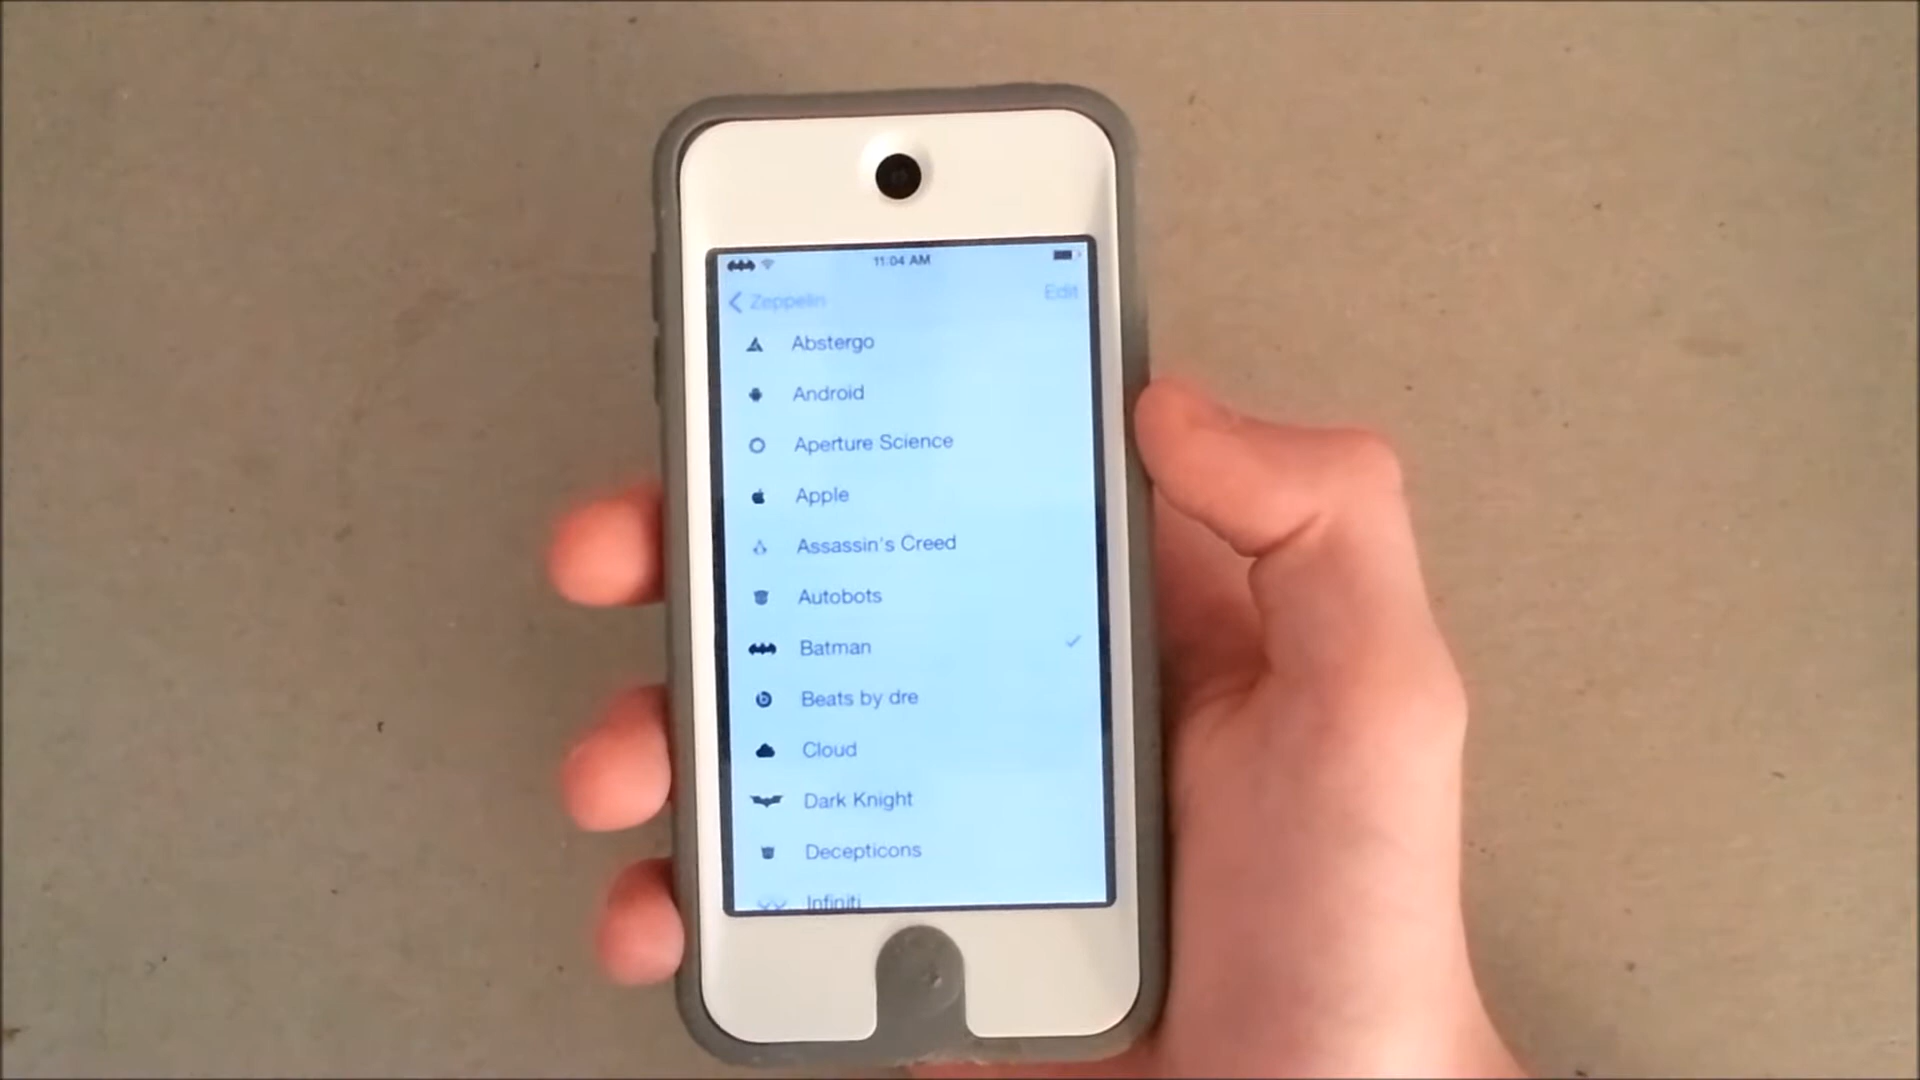 11:04 AM
Zeppelin
Edit
Abstergo
Android
Aperture Science
Apple
Assassin's Creed
Autobots
Batman
Beats by dre
Cloud
Dark Knight
Decepticons
Infiniti